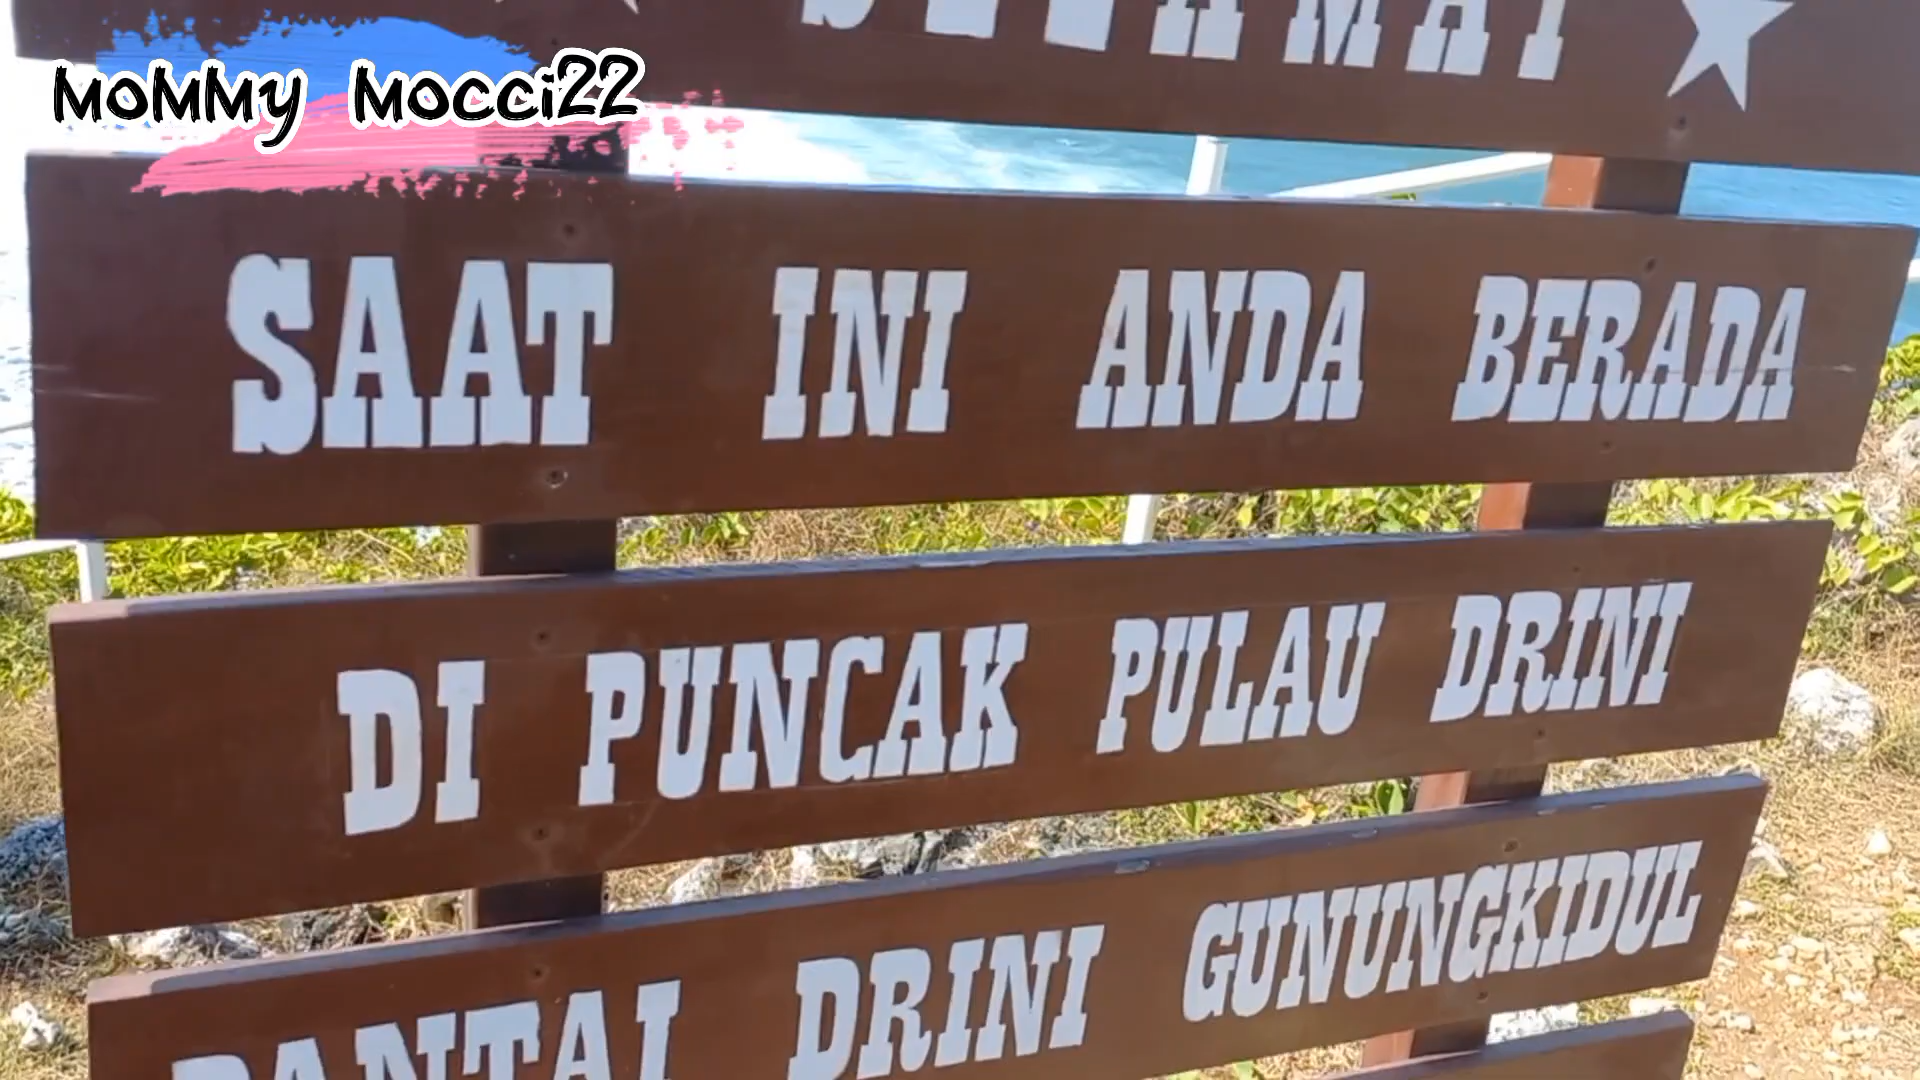 MoMMy Mocci22
SELAMAT
SAAT INI ANDA BERADA
DI PUNCAK PULAU DRINI
PANTAI DRINI GUNUNGKIDUL